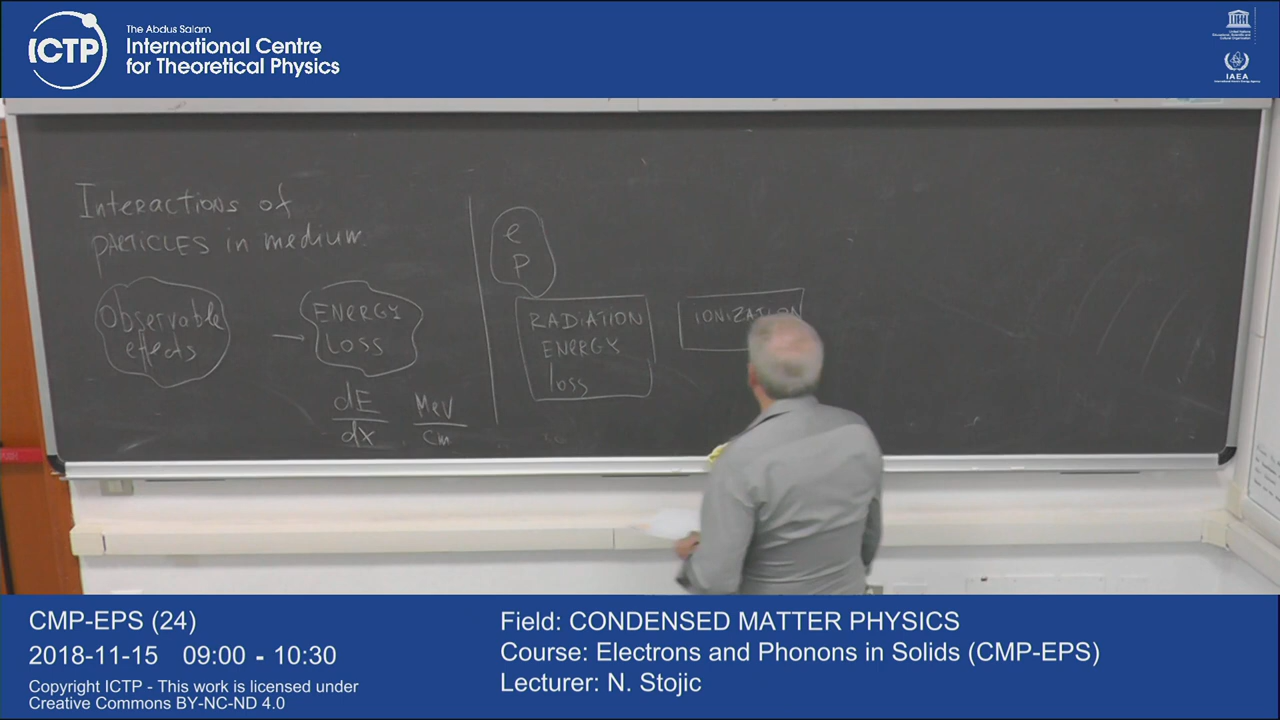 The Abdus Salam
ICTP
International Centre
for Theoretical Physics
IAEA
Interactions of
PARTICLES in medium
Observable
effects
→
ENERGY
Loss
dE
dx
MeV
cm
e
P
RADIATION
ENERGY
loss
IONIZATION
CMP-EPS (24)
2018-11-15 09:00 - 10:30
Copyright ICTP - This work is licensed under
Creative Commons BY-NC-ND 4.0
Field: CONDENSED MATTER PHYSICS
Course: Electrons and Phonons in Solids (CMP-EPS)
Lecturer: N. Stojic